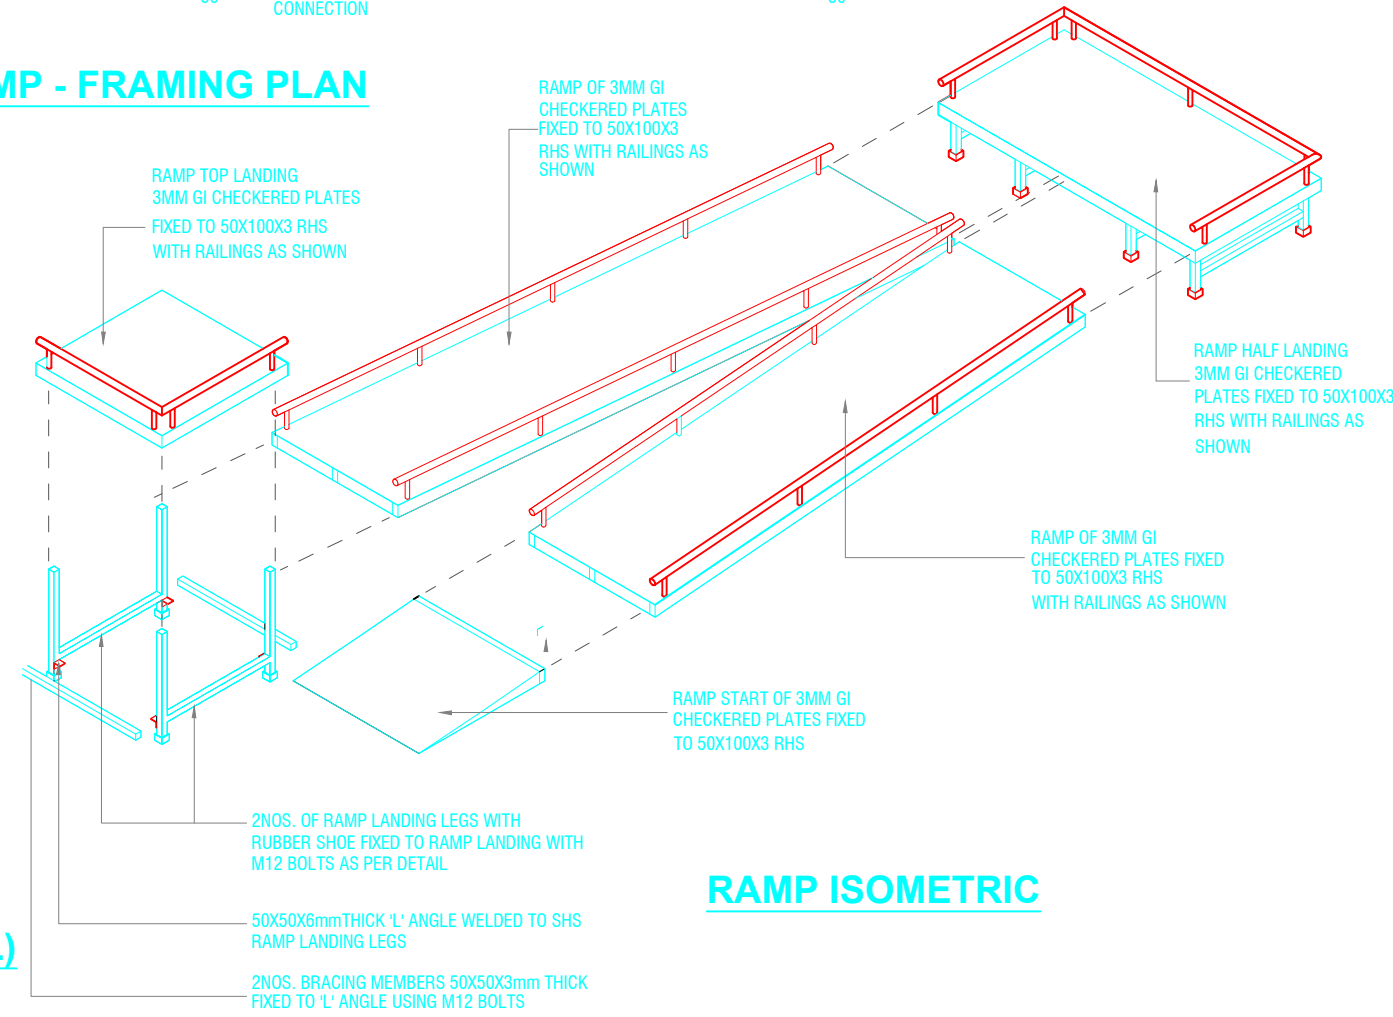 CONNECTION
MP - FRAMING PLAN
RAMP OF 3MM GI
CHECKERED PLATES
FIXED TO 50X100X3
RHS WITH RAILINGS AS
SHOWN
RAMP TOP LANDING
3MM GI CHECKERED PLATES
FIXED TO 50X100X3 RHS
WITH RAILINGS AS SHOWN
RAMP HALF LANDING
3MM GI CHECKERED
PLATES FIXED TO 50X100X3
RHS WITH RAILINGS AS
SHOWN
RAMP OF 3MM GI
CHECKERED PLATES FIXED
TO 50X100X3 RHS
WITH RAILINGS AS SHOWN
RAMP START OF 3MM GI
CHECKERED PLATES FIXED
TO 50X100X3 RHS
2NOS. OF RAMP LANDING LEGS WITH
RUBBER SHOE FIXED TO RAMP LANDING WITH
M12 BOLTS AS PER DETAIL
50X50X6mmTHICK 'L' ANGLE WELDED TO SHS
RAMP LANDING LEGS
2NOS. BRACING MEMBERS 50X50X3mm THICK
FIXED TO 'L' ANGLE USING M12 BOLTS
RAMP ISOMETRIC